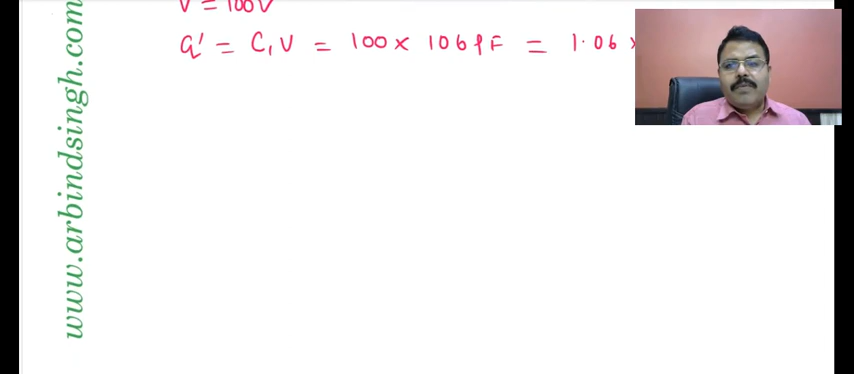 V = 100V
q' = C₁V = 100 × 106 pF = 1.06 ×
www.arbindsingh.com